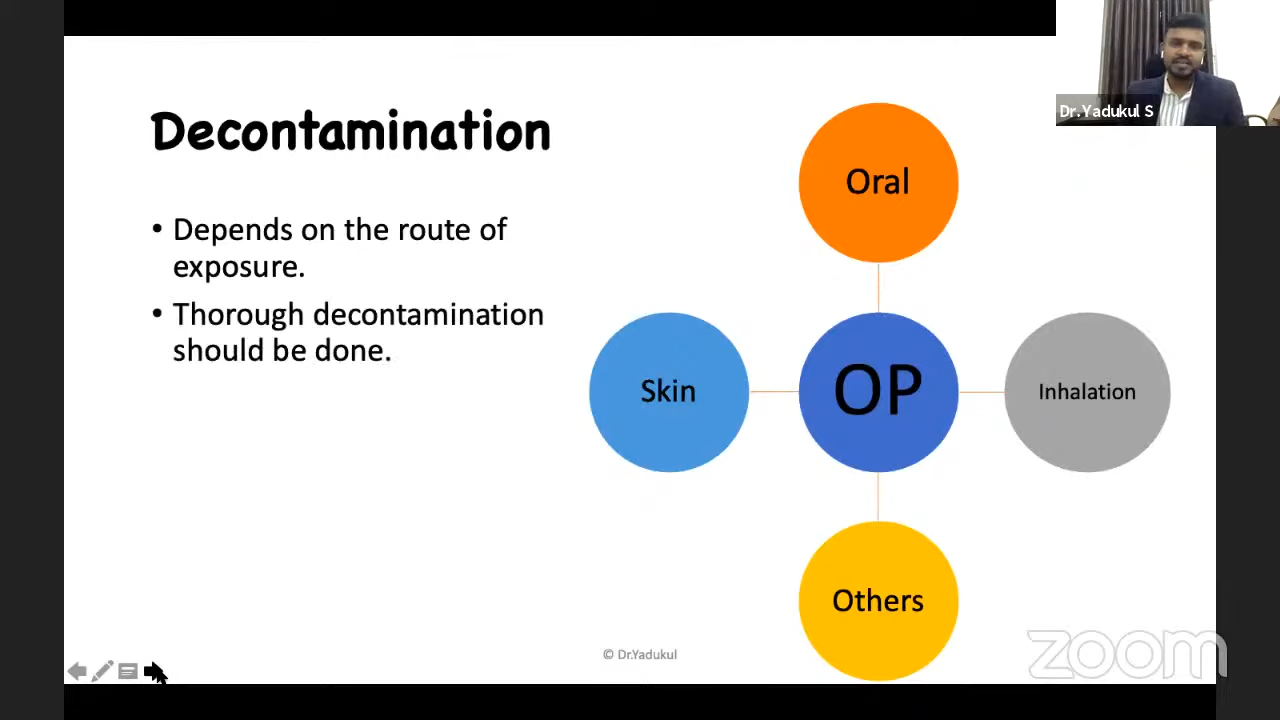 Dr.Yadukul S
Decontamination
• Depends on the route of
exposure.
• Thorough decontamination
should be done.
Oral
Skin
OP
Inhalation
Others
© Dr.Yadukul
zoom